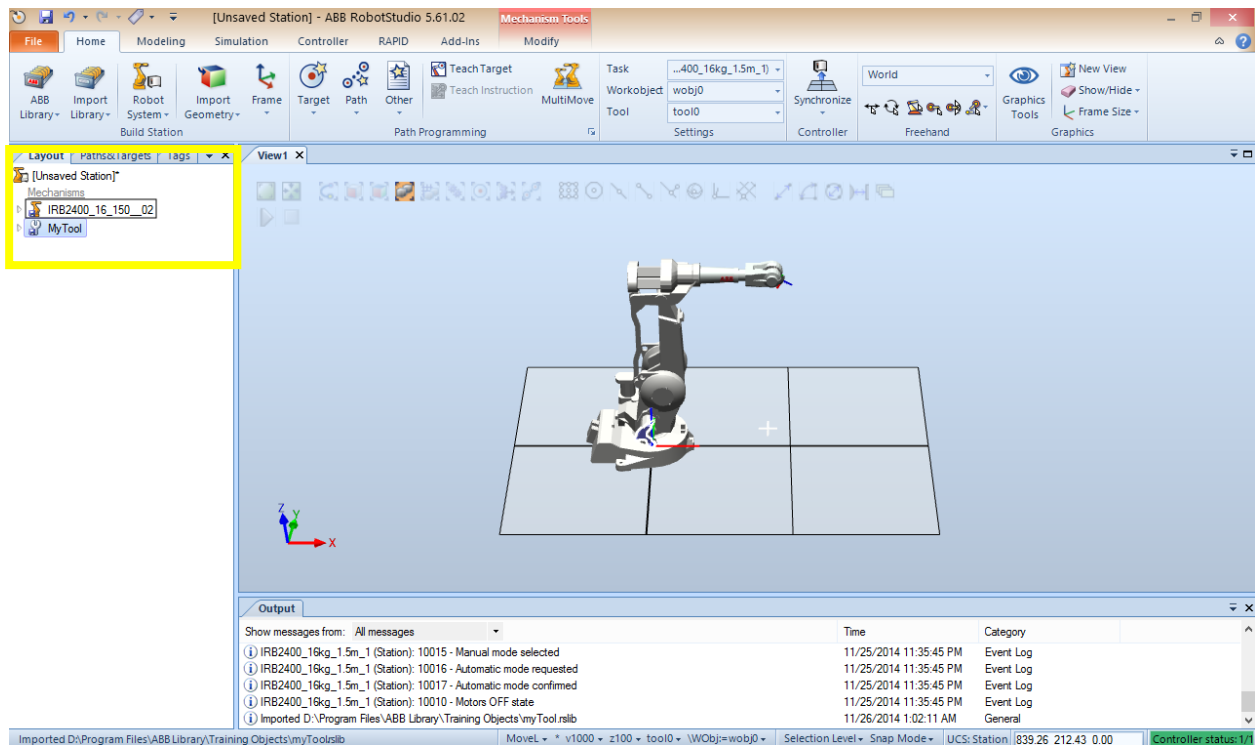 [Unsaved Station] - ABB RobotStudio 5.61.02
Mechanism Tools
File Home Modeling Simulation Controller RAPID Add-Ins Modify
ABB Library
Import Library
Robot System
Import Geometry
Frame
Build Station
Target
Path
Other
Teach Target
Teach Instruction
MultiMove
Path Programming
Task ...400_16kg_1.5m_1)
Workobject wobj0
Tool tool0
Settings
Synchronize
Controller
World
Freehand
Graphics Tools
New View
Show/Hide
Frame Size
Graphics
Layout Paths&Targets Tags
[Unsaved Station]*
Mechanisms
IRB2400_16_150__02
MyTool
View1
ABB
Z
Y
X
Output
Show messages from: All messages Time Category
IRB2400_16kg_1.5m_1 (Station): 10015 - Manual mode selected 11/25/2014 11:35:45 PM Event Log
IRB2400_16kg_1.5m_1 (Station): 10016 - Automatic mode requested 11/25/2014 11:35:45 PM Event Log
IRB2400_16kg_1.5m_1 (Station): 10017 - Automatic mode confirmed 11/25/2014 11:35:45 PM Event Log
IRB2400_16kg_1.5m_1 (Station): 10010 - Motors OFF state 11/25/2014 11:35:45 PM Event Log
Imported D:\Program Files\ABB Library\Training Objects\myTool.rslib 11/26/2014 1:02:11 AM General
Imported D:\Program Files\ABB Library\Training Objects\myTool.rslib MoveL * v1000 z100 tool0 \WObj:=wobj0 Selection Level Snap Mode UCS: Station 839.26 212.43 0.00 Controller status: 1/1